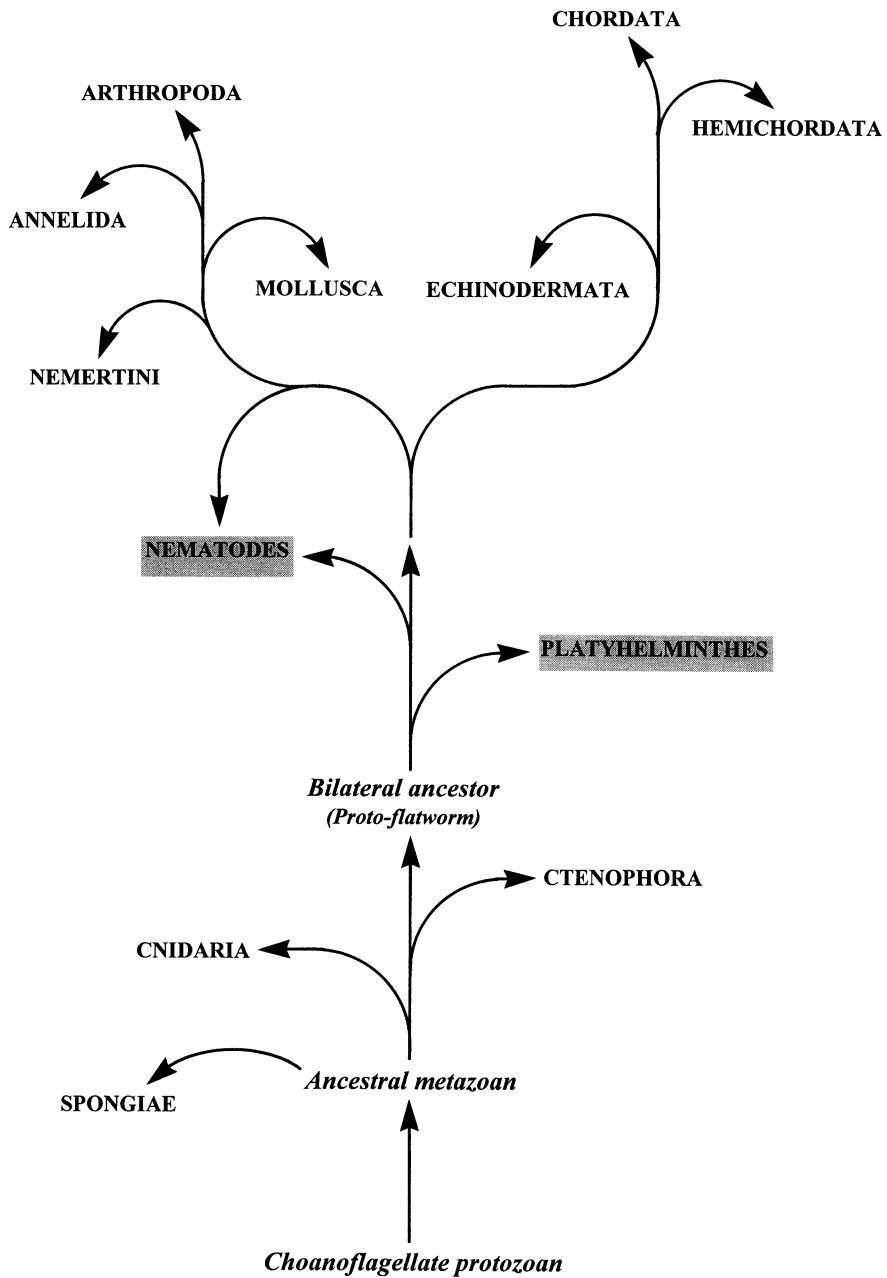 CHORDATA
ARTHROPODA
HEMICHORDATA
ANNELIDA
MOLLUSCA
ECHINODERMATA
NEMERTINI
NEMATODES
PLATYHELMINTHES
Bilateral ancestor
(Proto-flatworm)
CTENOPHORA
CNIDARIA
Ancestral metazoan
SPONGIAE
Choanoflagellate protozoan